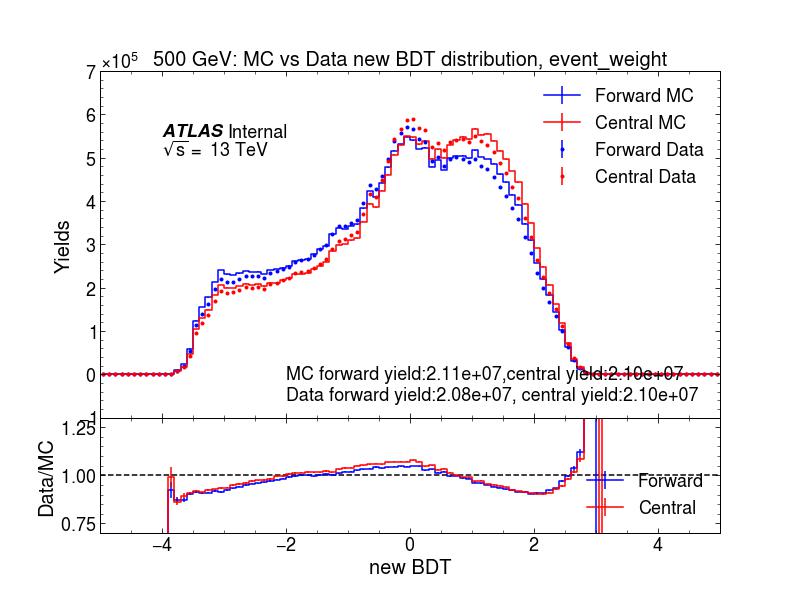 ×10⁵ 500 GeV: MC vs Data new BDT distribution, event_weight
7
6
5
4
3
2
1
0
−1
Yields
ATLAS Internal
√s = 13 TeV
Forward MC
Central MC
Forward Data
Central Data
MC forward yield:2.11e+07,central yield:2.10e+07
Data forward yield:2.08e+07, central yield:2.10e+07
1.25
1.00
0.75
Data/MC
Forward
Central
−4 −2 0 2 4
new BDT